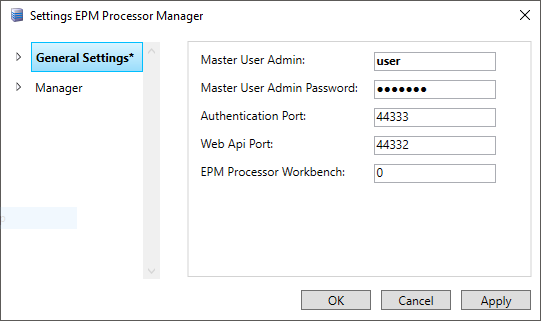 Settings EPM Processor Manager
General Settings*
Manager
Master User Admin: user
Master User Admin Password: ●●●●●●●
Authentication Port: 44333
Web Api Port: 44332
EPM Processor Workbench: 0
OK Cancel Apply